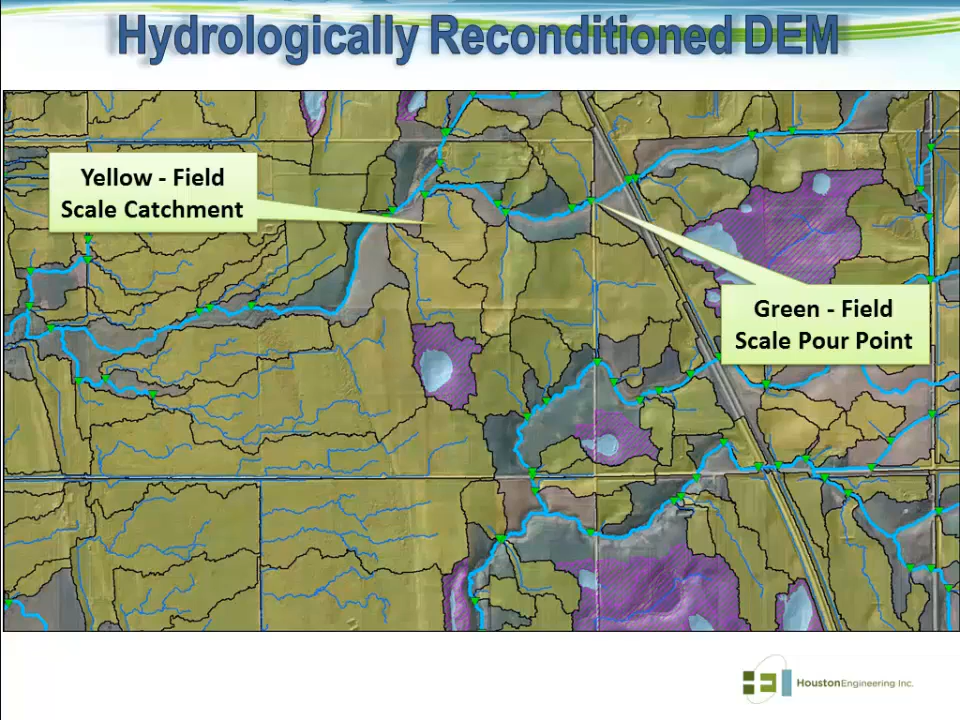 Hydrologically Reconditioned DEM
Yellow - Field
Scale Catchment
Green - Field
Scale Pour Point
HoustonEngineering Inc.